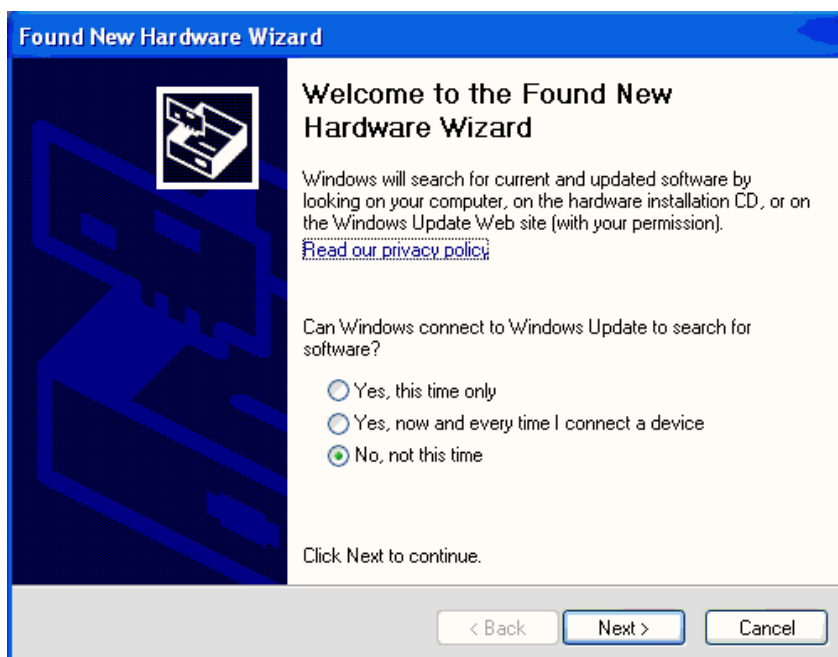 Found New Hardware Wizard
Welcome to the Found New
Hardware Wizard
Windows will search for current and updated software by
looking on your computer, on the hardware installation CD, or on
the Windows Update Web site (with your permission).
Read our privacy policy
Can Windows connect to Windows Update to search for
software?
Yes, this time only
Yes, now and every time I connect a device
No, not this time
Click Next to continue.
< Back Next > Cancel